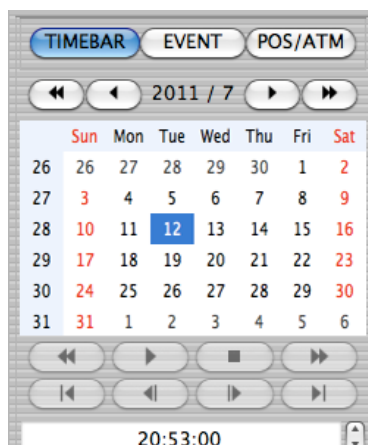 TIMEBAR EVENT POS/ATM
2011 / 7
Sun Mon Tue Wed Thu Fri Sat
26 26 27 28 29 30 1 2
27 3 4 5 6 7 8 9
28 10 11 12 13 14 15 16
29 17 18 19 20 21 22 23
30 24 25 26 27 28 29 30
31 31 1 2 3 4 5 6
20:53:00